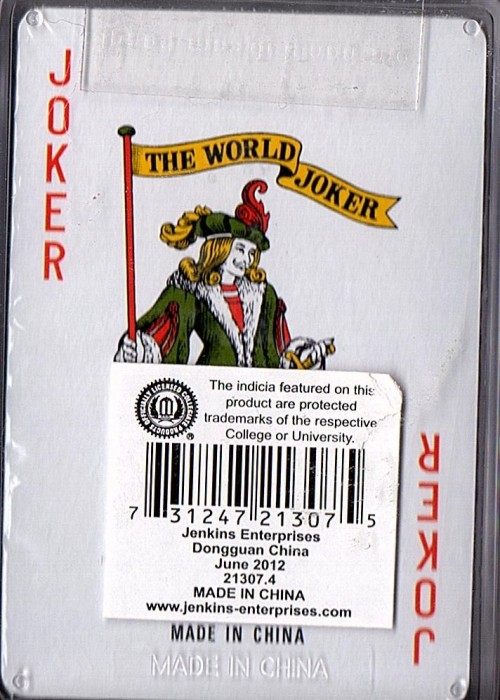 JOKER
THE WORLD
JOKER
The indicia featured on this
product are protected
trademarks of the respective
College or University.
7 31247 21307 5
Jenkins Enterprises
Dongguan China
June 2012
21307.4
MADE IN CHINA
www.jenkins-enterprises.com
JOKER
MADE IN CHINA
MADE IN CHINA